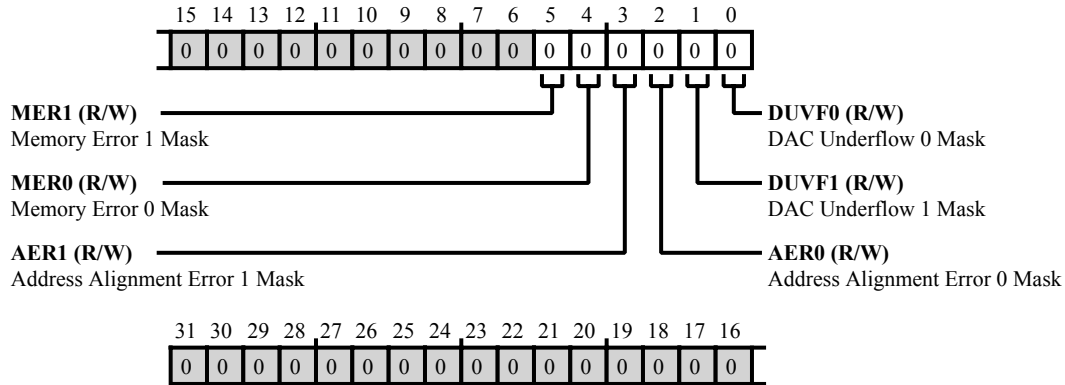 15 14 13 12 11 10 9 8 7 6 5 4 3 2 1 0
0 0 0 0 0 0 0 0 0 0 0 0 0 0 0 0
MER1 (R/W)
Memory Error 1 Mask
DUVF0 (R/W)
DAC Underflow 0 Mask
MER0 (R/W)
Memory Error 0 Mask
DUVF1 (R/W)
DAC Underflow 1 Mask
AER1 (R/W)
Address Alignment Error 1 Mask
AER0 (R/W)
Address Alignment Error 0 Mask
31 30 29 28 27 26 25 24 23 22 21 20 19 18 17 16
0 0 0 0 0 0 0 0 0 0 0 0 0 0 0 0